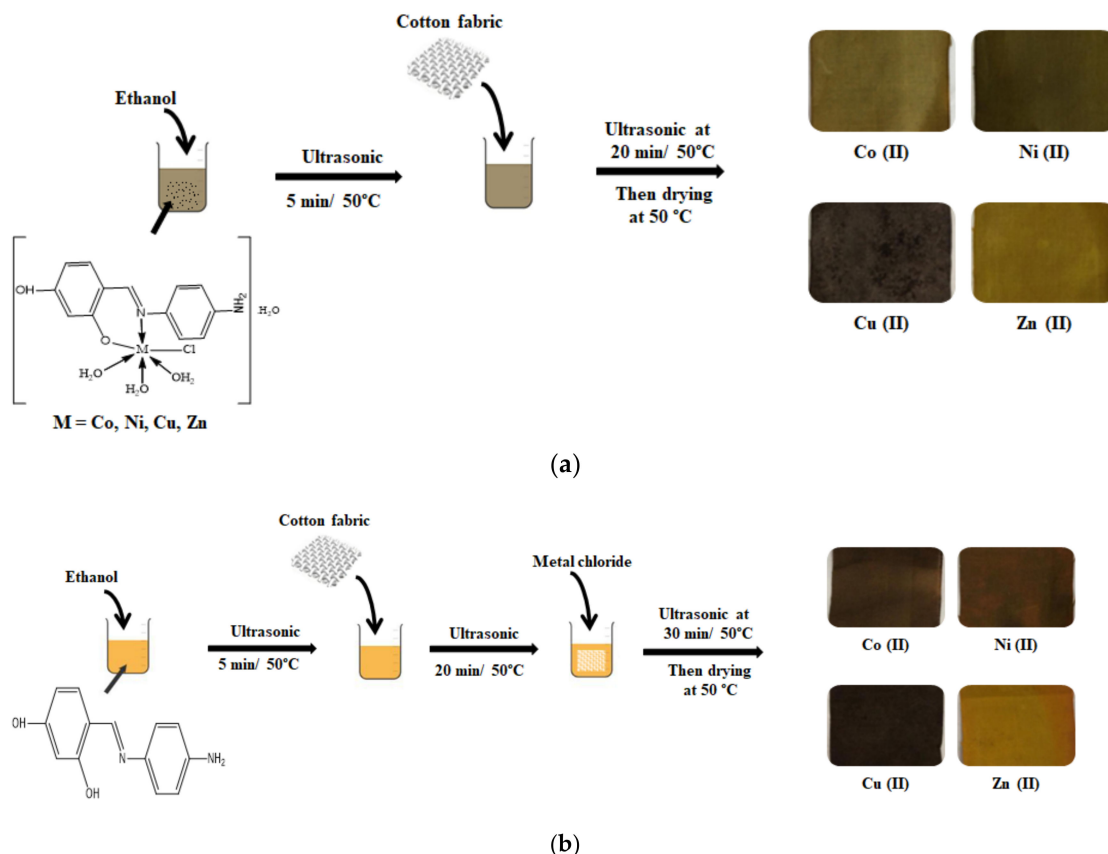 Cotton fabric
Ethanol
Ultrasonic
5 min/ 50°C
Ultrasonic at
20 min/ 50°C
Then drying
at 50 °C
Co (II)
Ni (II)
Cu (II)
Zn (II)
OH
N
NH2
H2O
O
M
Cl
H2O
H2O
OH2
M = Co, Ni, Cu, Zn
(a)
Cotton fabric
Ethanol
Metal chloride
Ultrasonic
5 min/ 50°C
Ultrasonic
20 min/ 50°C
Ultrasonic at
30 min/ 50°C
Then drying
at 50 °C
Co (II)
Ni (II)
Cu (II)
Zn (II)
OH
N
NH2
OH
(b)